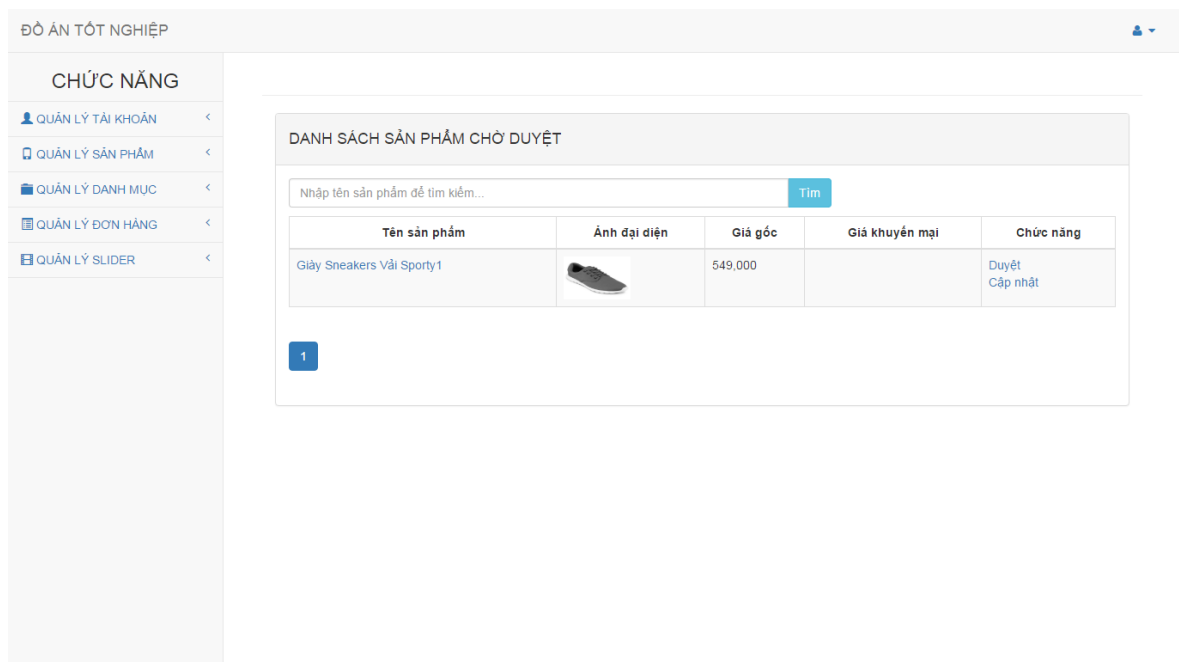 ĐỒ ÁN TỐT NGHIỆP
CHỨC NĂNG
QUẢN LÝ TÀI KHOẢN
QUẢN LÝ SẢN PHẨM
QUẢN LÝ DANH MỤC
QUẢN LÝ ĐƠN HÀNG
QUẢN LÝ SLIDER
DANH SÁCH SẢN PHẨM CHỜ DUYỆT
Nhập tên sản phẩm để tìm kiếm...
Tìm
Tên sản phẩm Ảnh đại diện Giá gốc Giá khuyến mại Chức năng
Giày Sneakers Vải Sporty1 549,000 Duyệt
Cập nhật
1